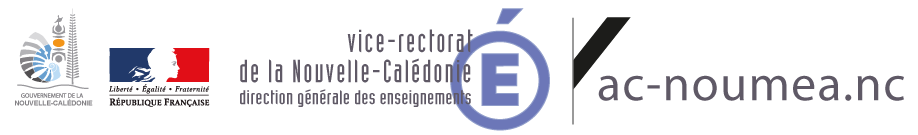 GOUVERNEMENT DE LA
NOUVELLE-CALÉDONIE
Liberté • Égalité • Fraternité
RÉPUBLIQUE FRANÇAISE
vice-rectorat
de la Nouvelle-Calédonie
direction générale des enseignements
É
ac-noumea.nc